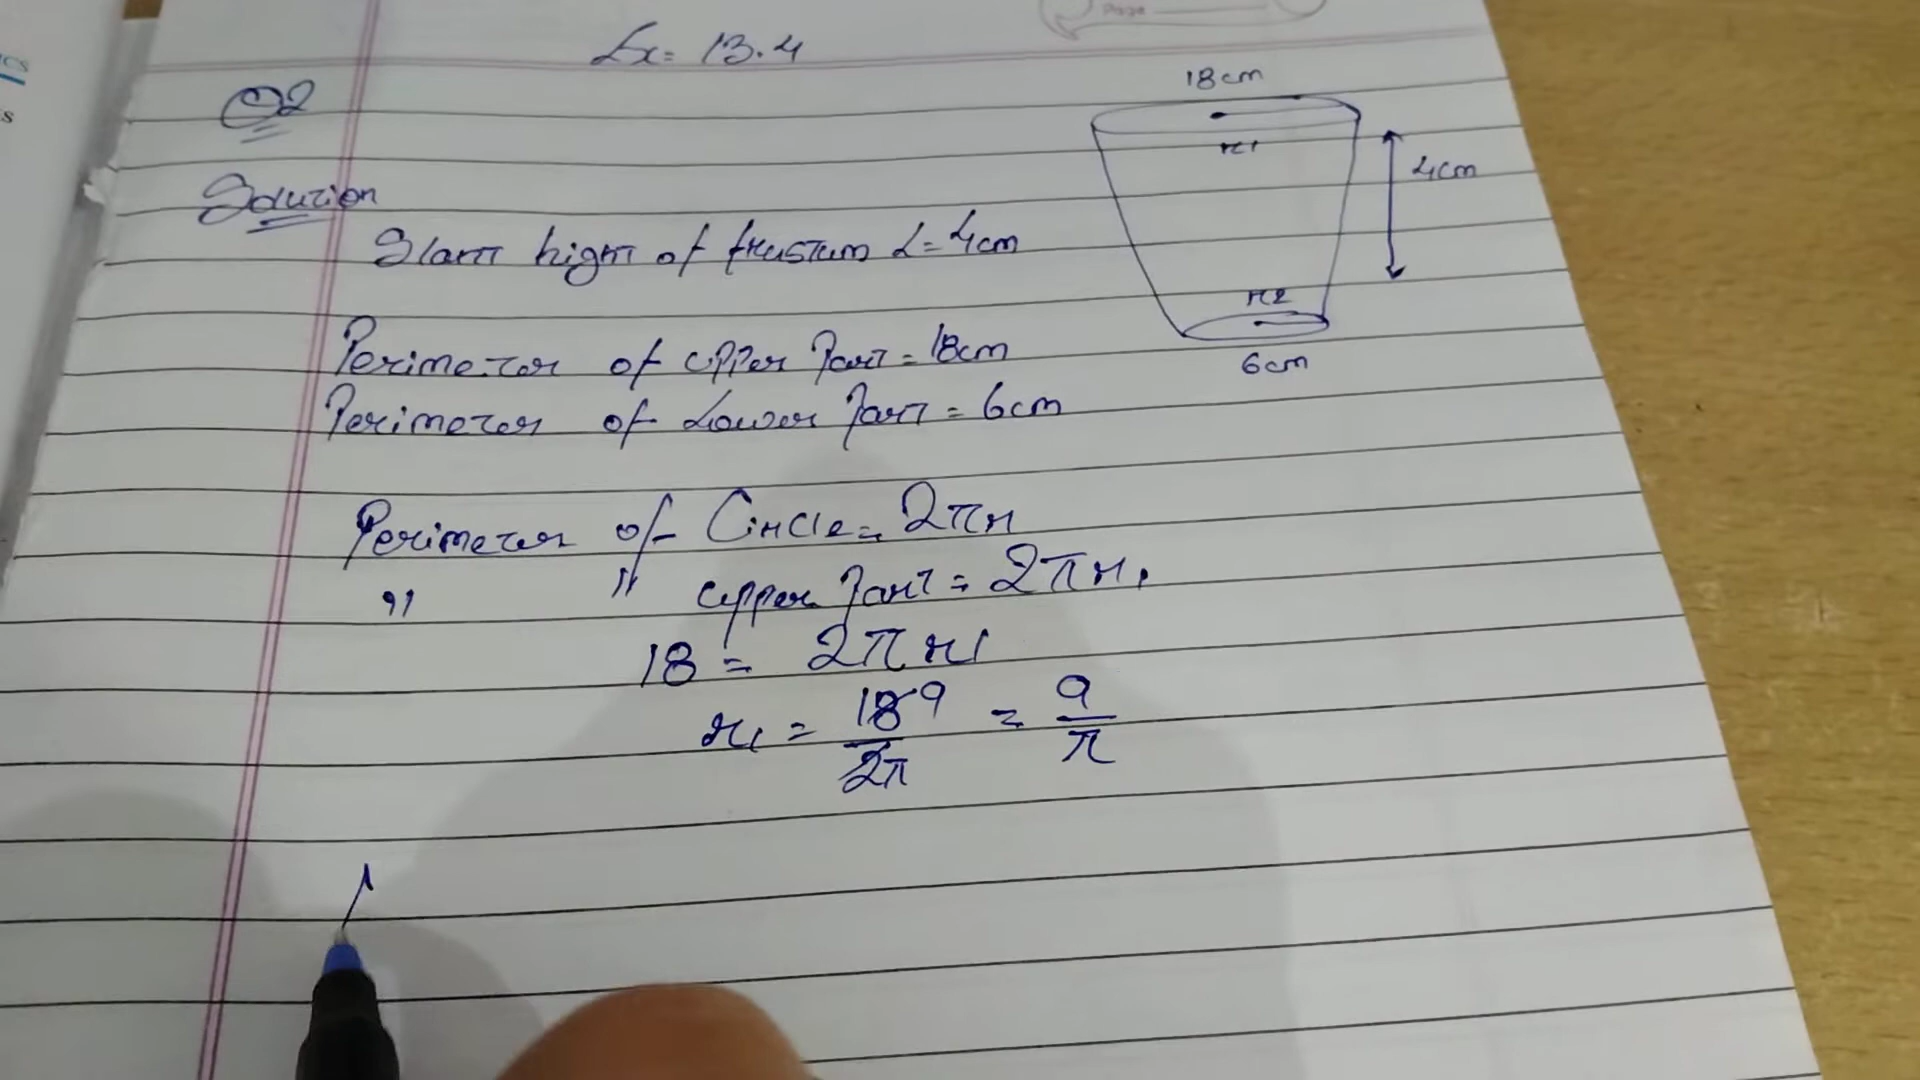 Page
Ex= 13.4
Q2
18cm
r1
4cm
r2
6cm
Solution
Slant hight of frustum L= 4cm
Perimeter of upper Part = 18cm
Perimeter of Lower Part = 6cm
Perimeter of Circle = 2πr
" " upper Part = 2πr1
18 = 2πr1
r1 = 18 9 / 2π = 9 / π